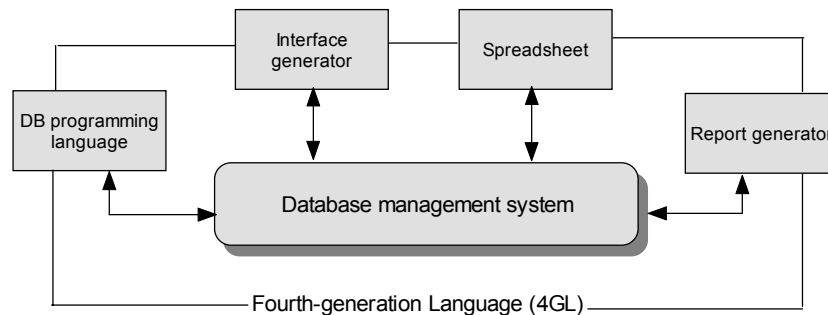 Interface
generator
Spreadsheet
DB programming
language
Report generator
Database management system
Fourth-generation Language (4GL)